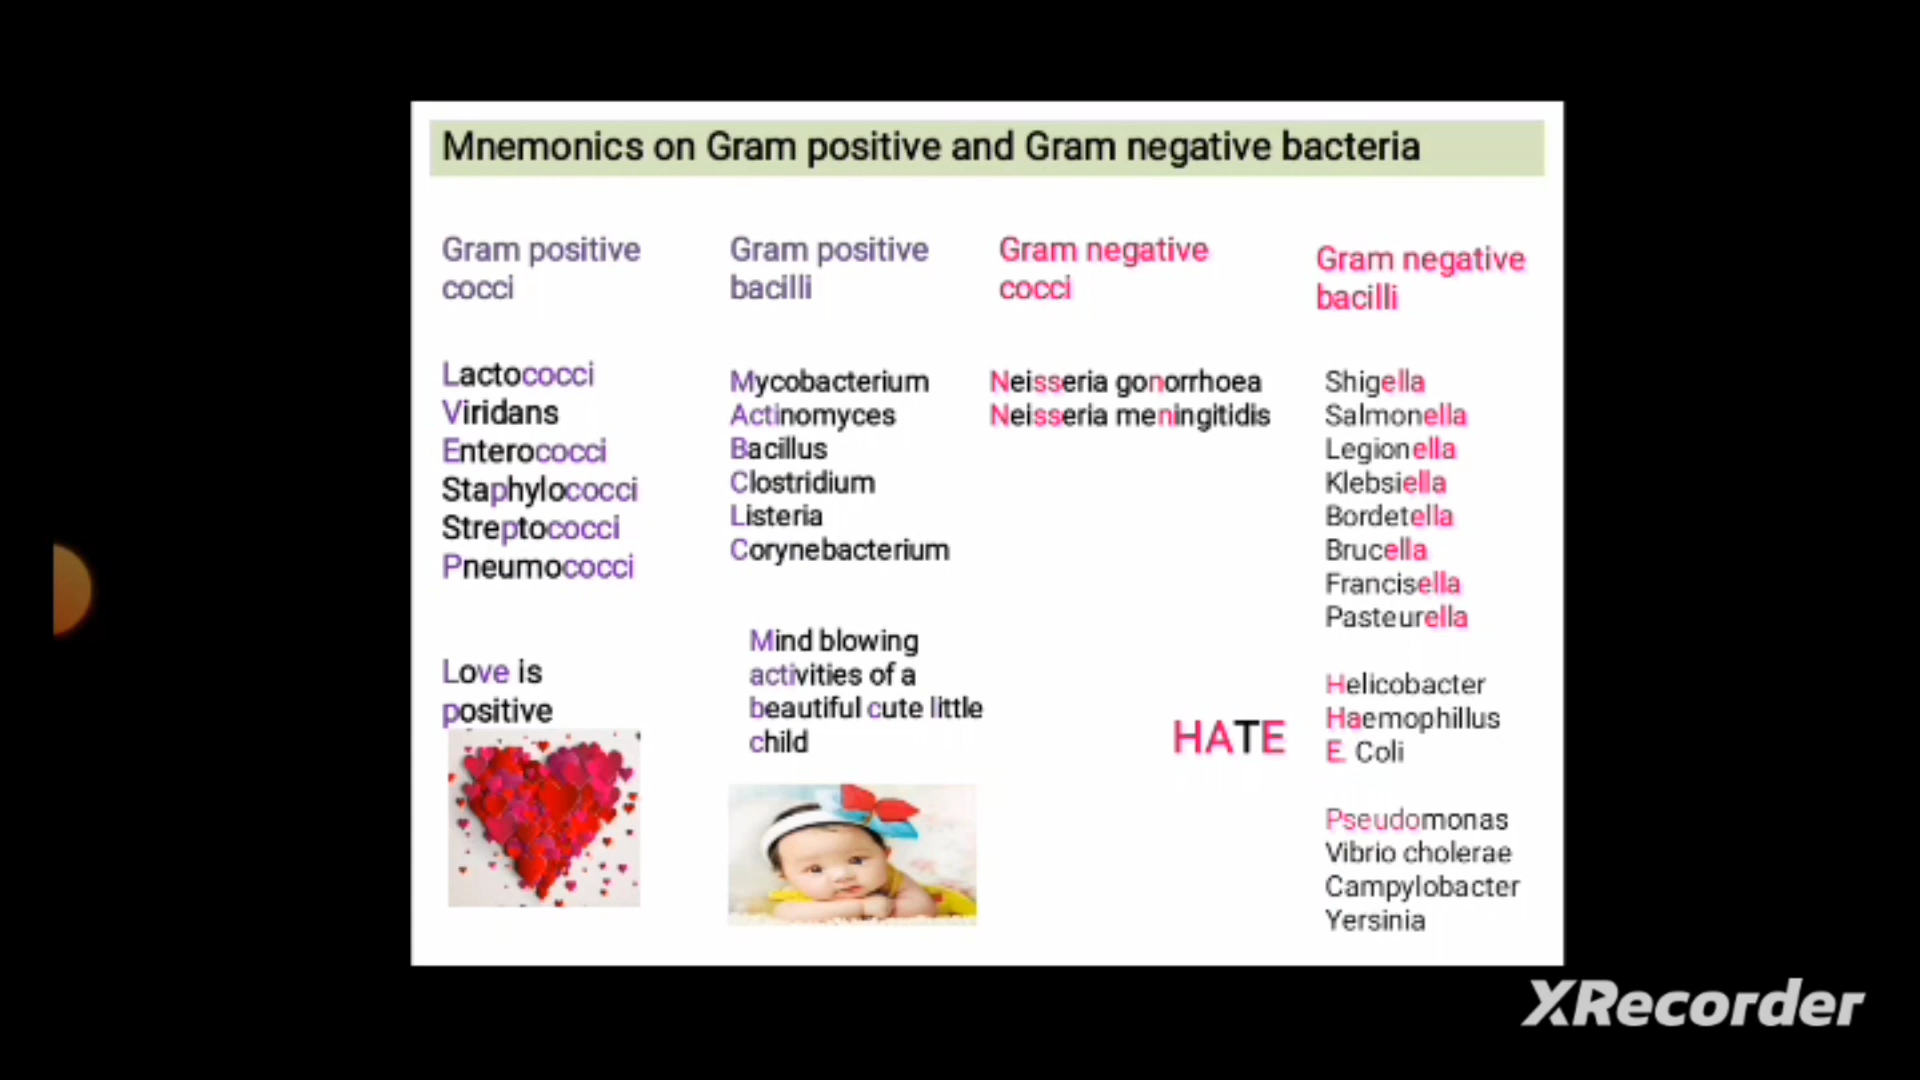 Mnemonics on Gram positive and Gram negative bacteria
Gram positive
cocci
Lactococci
Viridans
Enterococci
Staphylococci
Streptococci
Pneumococci
Love is
positive
Gram positive
bacilli
Mycobacterium
Actinomyces
Bacillus
Clostridium
Listeria
Corynebacterium
Mind blowing
activities of a
beautiful cute little
child
Gram negative
cocci
Neisseria gonorrhoea
Neisseria meningitidis
HATE
Gram negative
bacilli
Shigella
Salmonella
Legionella
Klebsiella
Bordetella
Brucella
Francisella
Pasteurella
Helicobacter
Haemophillus
E. Coli
Pseudomonas
Vibrio cholerae
Campylobacter
Yersinia
XRecorder